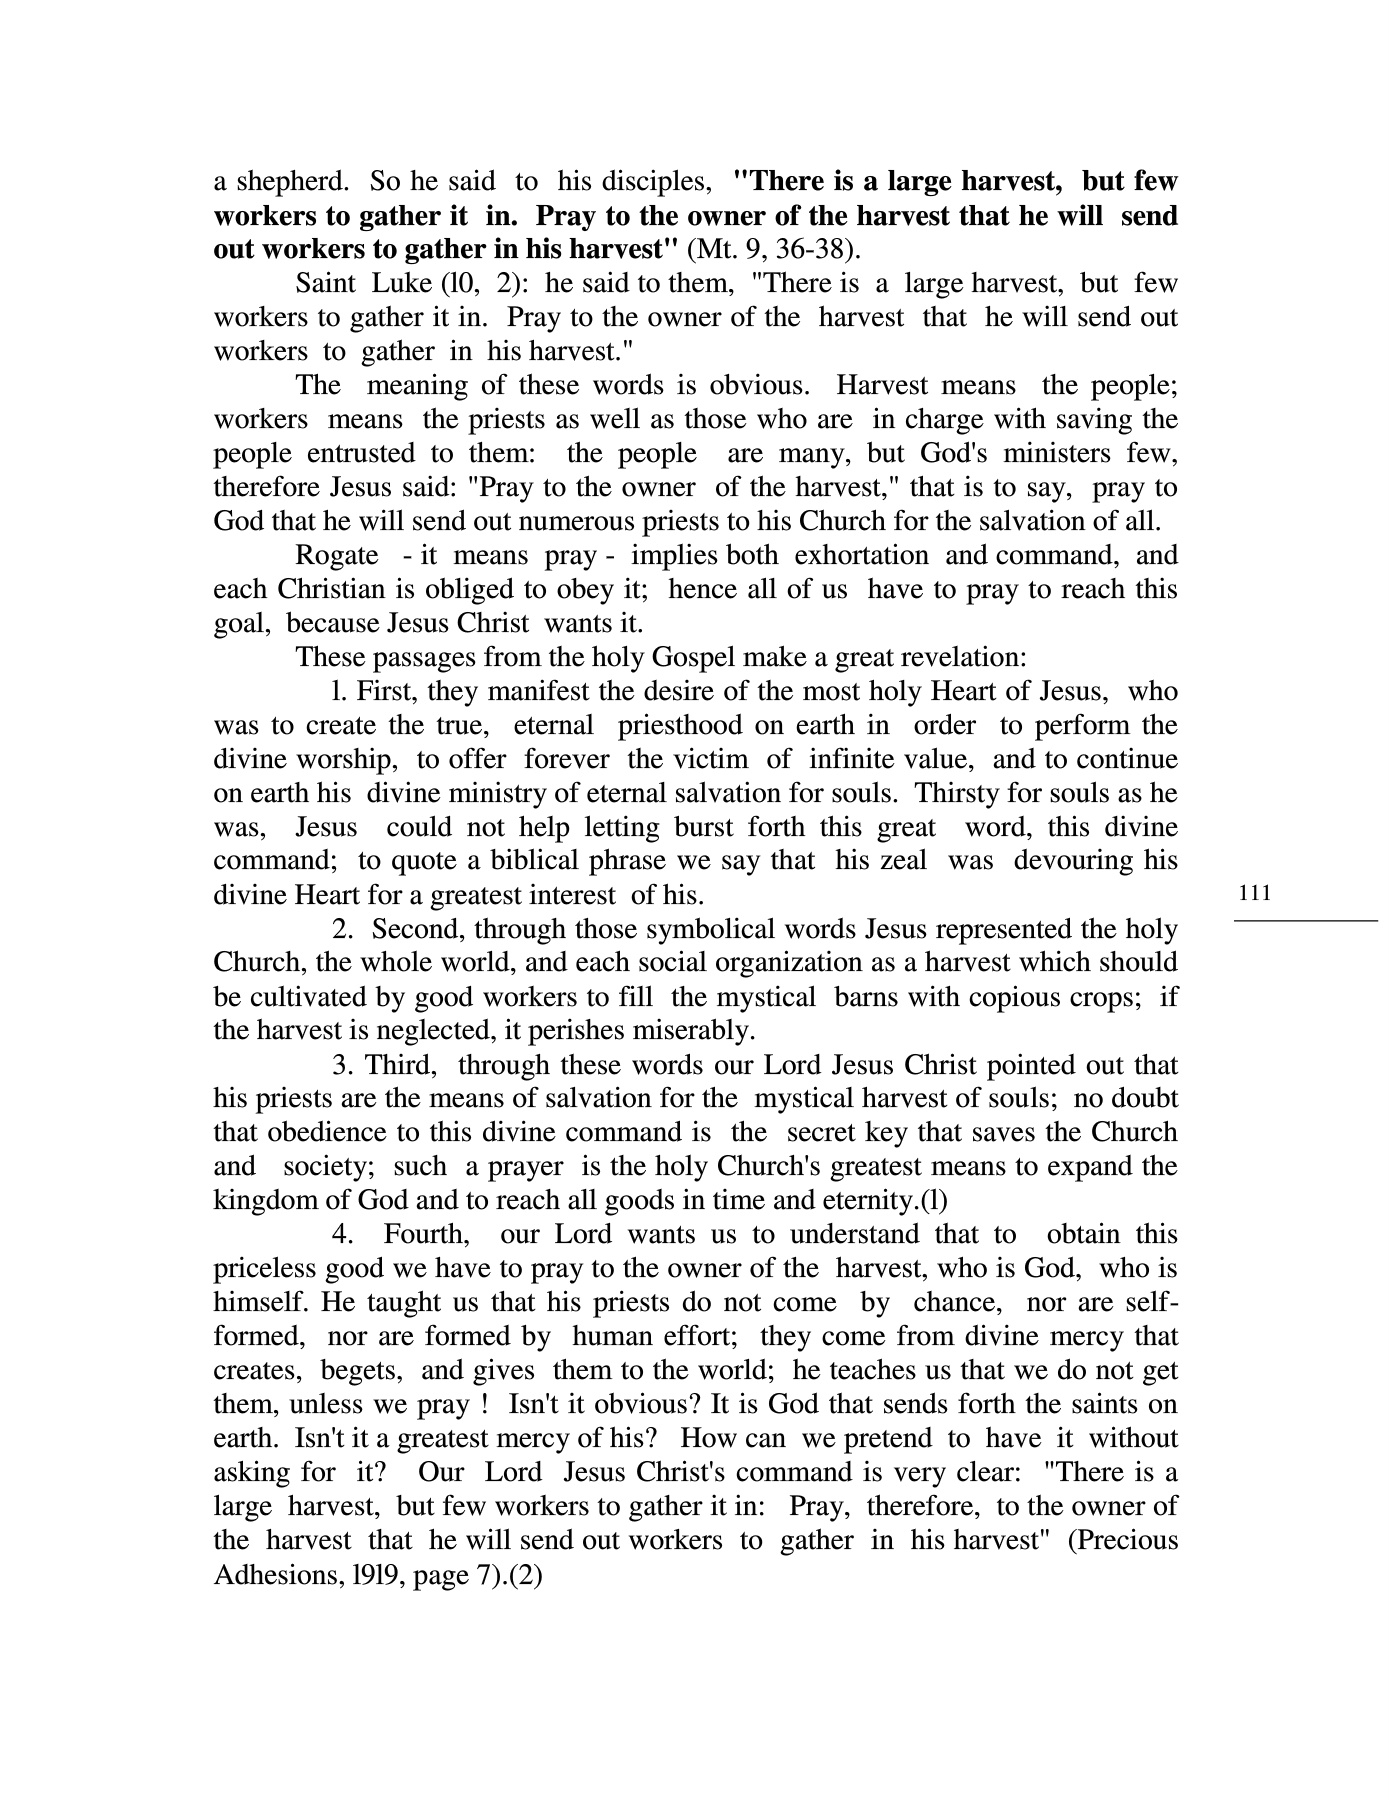 a shepherd. So he said to his disciples, "There is a large harvest, but few
workers to gather it in. Pray to the owner of the harvest that he will send
out workers to gather in his harvest" (Mt. 9, 36-38).
Saint Luke (l0, 2): he said to them, "There is a large harvest, but few
workers to gather it in. Pray to the owner of the harvest that he will send out
workers to gather in his harvest."
The meaning of these words is obvious. Harvest means the people;
workers means the priests as well as those who are in charge with saving the
people entrusted to them: the people are many, but God's ministers few,
therefore Jesus said: "Pray to the owner of the harvest," that is to say, pray to
God that he will send out numerous priests to his Church for the salvation of all.
Rogate - it means pray - implies both exhortation and command, and
each Christian is obliged to obey it; hence all of us have to pray to reach this
goal, because Jesus Christ wants it.
These passages from the holy Gospel make a great revelation:
l. First, they manifest the desire of the most holy Heart of Jesus, who
was to create the true, eternal priesthood on earth in order to perform the
divine worship, to offer forever the victim of infinite value, and to continue
on earth his divine ministry of eternal salvation for souls. Thirsty for souls as he
was, Jesus could not help letting burst forth this great word, this divine
command; to quote a biblical phrase we say that his zeal was devouring his
divine Heart for a greatest interest of his.
111
2. Second, through those symbolical words Jesus represented the holy
Church, the whole world, and each social organization as a harvest which should
be cultivated by good workers to fill the mystical barns with copious crops; if
the harvest is neglected, it perishes miserably.
3. Third, through these words our Lord Jesus Christ pointed out that
his priests are the means of salvation for the mystical harvest of souls; no doubt
that obedience to this divine command is the secret key that saves the Church
and society; such a prayer is the holy Church's greatest means to expand the
kingdom of God and to reach all goods in time and eternity.(l)
4. Fourth, our Lord wants us to understand that to obtain this
priceless good we have to pray to the owner of the harvest, who is God, who is
himself. He taught us that his priests do not come by chance, nor are self-
formed, nor are formed by human effort; they come from divine mercy that
creates, begets, and gives them to the world; he teaches us that we do not get
them, unless we pray ! Isn't it obvious? It is God that sends forth the saints on
earth. Isn't it a greatest mercy of his? How can we pretend to have it without
asking for it? Our Lord Jesus Christ's command is very clear: "There is a
large harvest, but few workers to gather it in: Pray, therefore, to the owner of
the harvest that he will send out workers to gather in his harvest" (Precious
Adhesions, l9l9, page 7).(2)